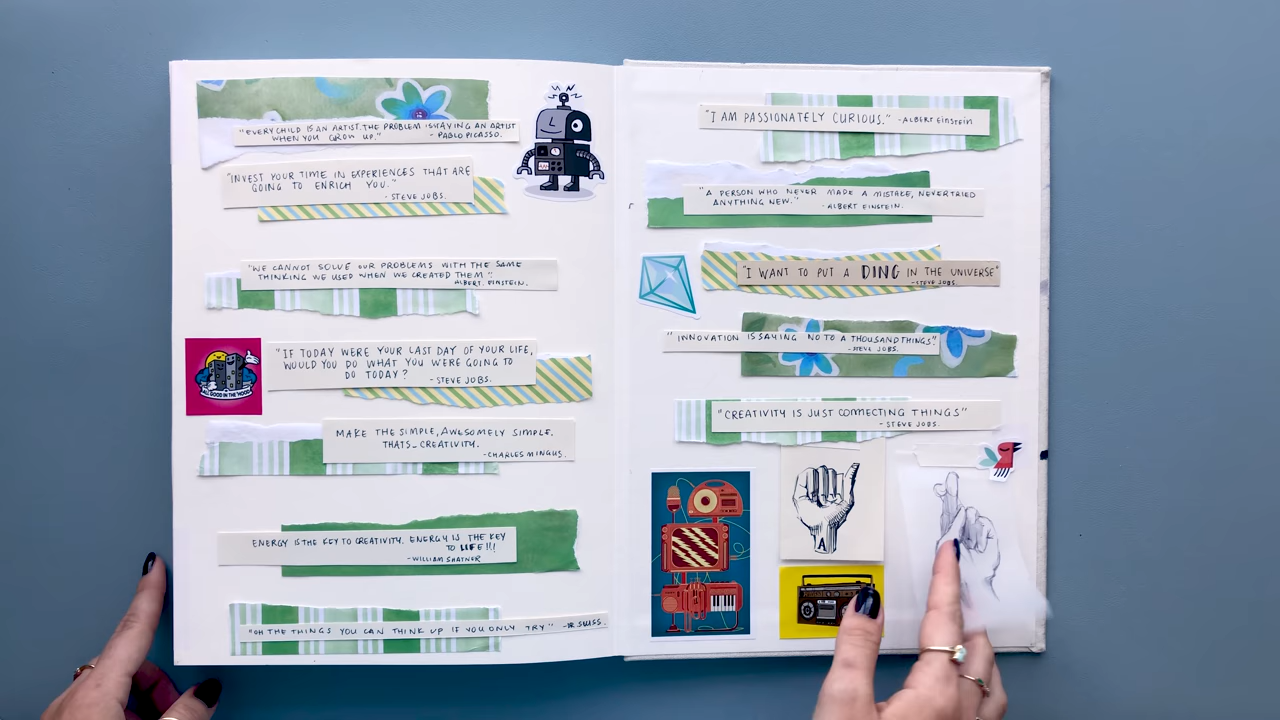 "EVERY CHILD IS AN ARTIST. THE PROBLEM IS HAVING AN ARTIST
WHEN YOU GROW UP." - PABLO PICASSO.
"INVEST YOUR TIME IN EXPERIENCES THAT ARE
GOING TO ENRICH YOU."
- STEVE JOBS.
"WE CANNOT SOLVE OUR PROBLEMS WITH THE SAME
THINKING WE USED WHEN WE CREATED THEM".
ALBERT. EINSTEIN.
ALL GOOD IN THE HOOD
"IF TODAY WERE YOUR LAST DAY OF YOUR LIFE,
WOULD YOU DO WHAT YOU WERE GOING TO
DO TODAY?
- STEVE JOBS.
MAKE THE SIMPLE, AWESOMELY SIMPLE.
THATS_ CREATIVITY.
-CHARLES MINGUS.
ENERGY IS THE KEY TO CREATIVITY. ENERGY IS THE KEY
TO LIFE!!!
-WILLIAM SHATNER
"OH THE THINGS YOU CAN THINK UP IF YOU ONLY TRY" -DR. SUESS.
"I AM PASSIONATELY CURIOUS." -ALBERT EINSTEIN
"A PERSON WHO NEVER MADE A MISTAKE, NEVER TRIED
ANYTHING NEW." -ALBERT EINSTEIN.
"I WANT TO PUT A DING IN THE UNIVERSE"
-STEVE JOBS.
"INNOVATION IS SAYING NO TO A THOUSAND THINGS."
-STEVE JOBS.
"CREATIVITY IS JUST CONNECTING THINGS"
- STEVE JOBS.
A